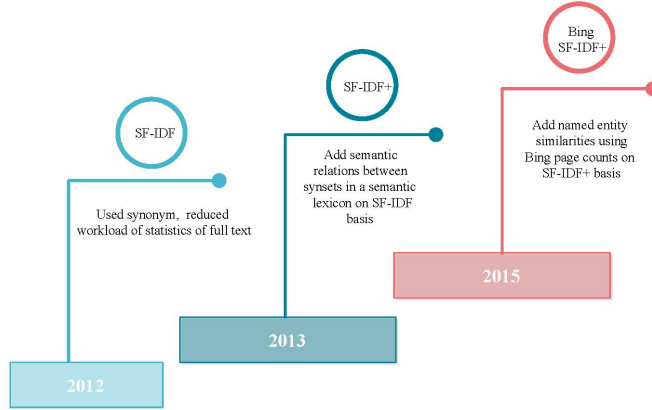 SF-IDF
Used synonym, reduced
workload of statistics of full text
2012
SF-IDF+
Add semantic
relations between
synsets in a semantic
lexicon on SF-IDF
basis
2013
Bing
SF-IDF+
Add named entity
similarities using
Bing page counts on
SF-IDF+ basis
2015